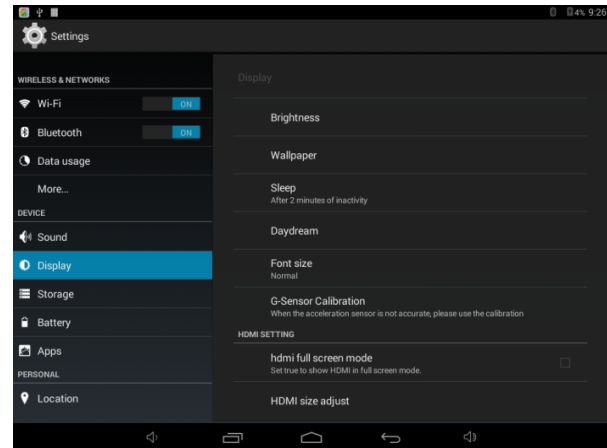 4% 9:26
Settings
WIRELESS & NETWORKS
Wi-Fi ON
Bluetooth ON
Data usage
More...
DEVICE
Sound
Display
Storage
Battery
Apps
PERSONAL
Location
Display
Brightness
Wallpaper
Sleep
After 2 minutes of inactivity
Daydream
Font size
Normal
G-Sensor Calibration
When the acceleration sensor is not accurate, please use the calibration
HDMI SETTING
hdmi full screen mode
Set true to show HDMI in full screen mode.
HDMI size adjust